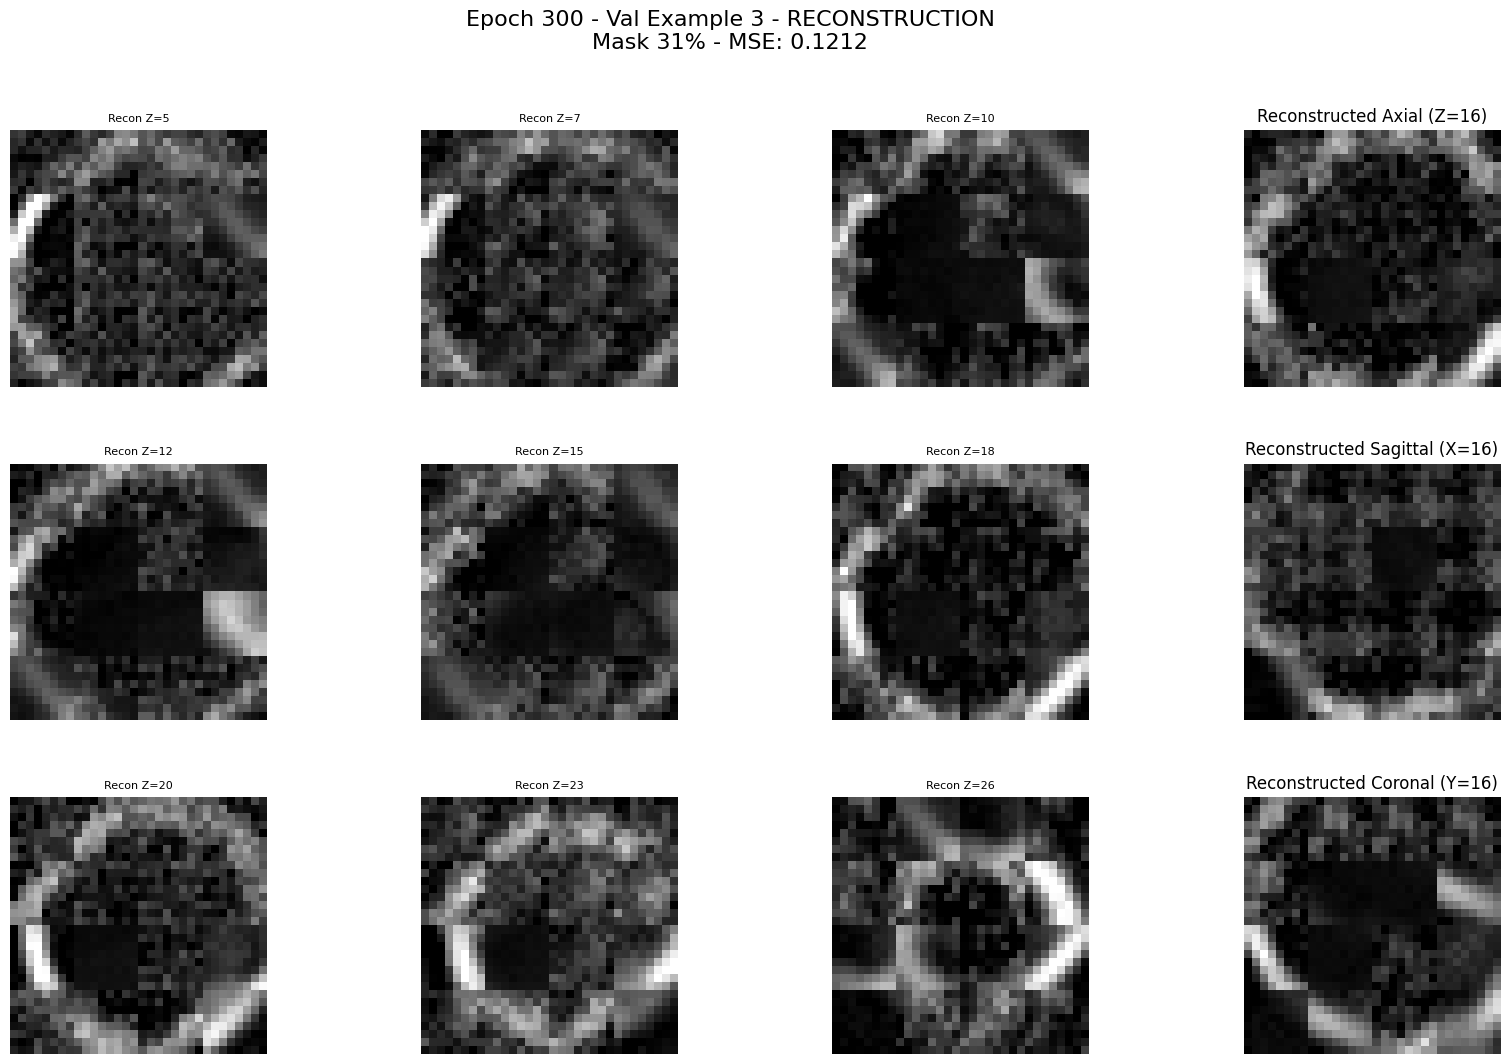 Epoch 300 - Val Example 3 - RECONSTRUCTION
Mask 31% - MSE: 0.1212
Recon Z=5
Recon Z=7
Recon Z=10
Reconstructed Axial (Z=16)
Recon Z=12
Recon Z=15
Recon Z=18
Reconstructed Sagittal (X=16)
Recon Z=20
Recon Z=23
Recon Z=26
Reconstructed Coronal (Y=16)